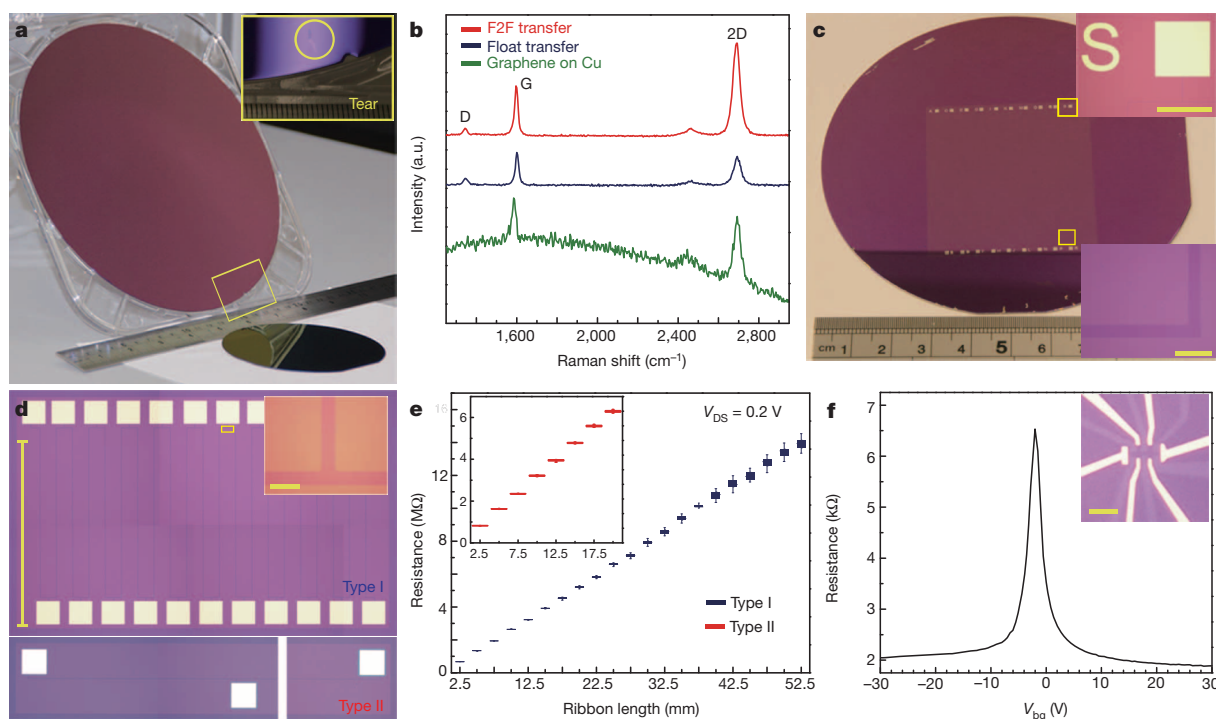 a
Tear
b
F2F transfer
Float transfer
Graphene on Cu
D
G
2D
Intensity (a.u.)
1,600
2,000
2,400
2,800
Raman shift (cm⁻¹)
c
S
cm 1 2 3 4 5 6 7
d
Type I
Type II
e
V_DS = 0.2 V
Resistance (MΩ)
16
12
8
4
0
6
5
4
3
2
1
2.5
7.5
12.5
17.5
Type I
Type II
2.5
12.5
22.5
32.5
42.5
52.5
Ribbon length (mm)
f
Resistance (kΩ)
7
6
5
4
3
2
-30
-20
-10
0
10
20
30
V_bg (V)